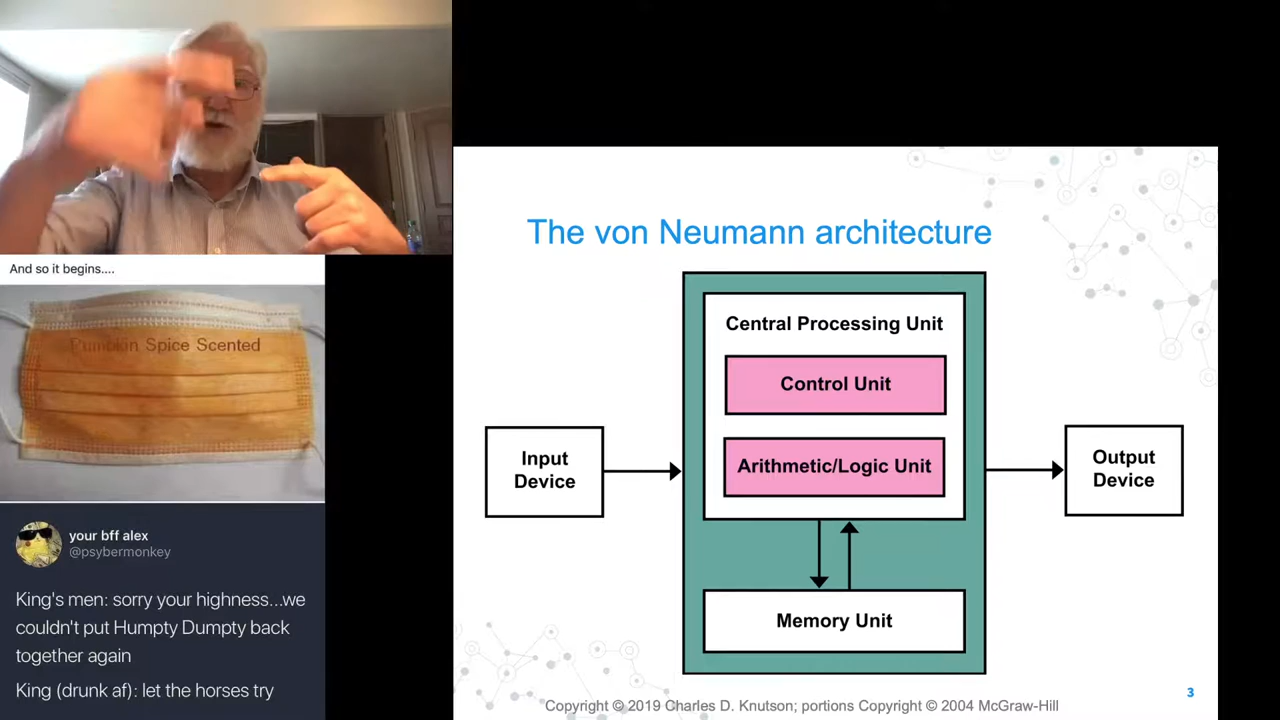 And so it begins....
Pumpkin Spice Scented
your bff alex
@psybermonkey
King's men: sorry your highness...we
couldn't put Humpty Dumpty back
together again
King (drunk af): let the horses try
The von Neumann architecture
Central Processing Unit
Control Unit
Arithmetic/Logic Unit
Input
Device
Output
Device
Memory Unit
Copyright © 2019 Charles D. Knutson; portions Copyright © 2004 McGraw-Hill
3